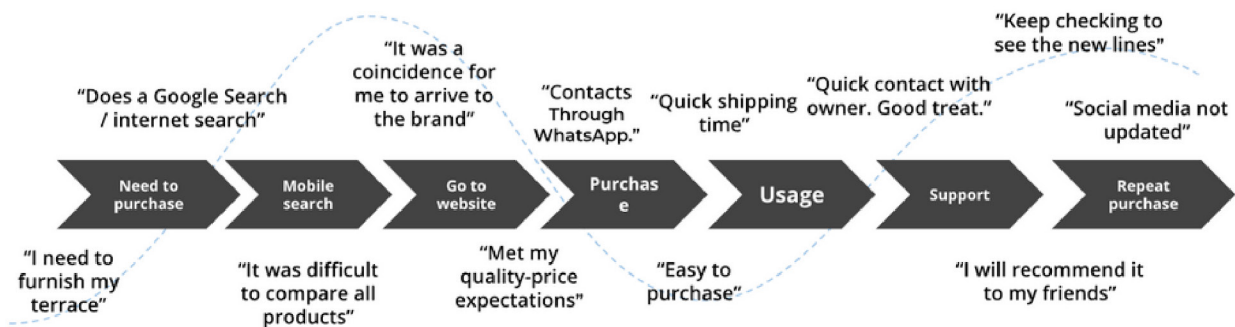 “Keep checking to
see the new lines”
“It was a
coincidence for
me to arrive to
the brand”
“Does a Google Search
/ internet search”
“Contacts
Through
WhatsApp.”
“Quick shipping
time”
“Quick contact with
owner. Good treat.”
“Social media not
updated”
Need to
purchase
Mobile
search
Go to
website
Purchas
e
Usage
Support
Repeat
purchase
“I need to
furnish my
terrace”
“It was difficult
to compare all
products”
“Met my
quality-price
expectations”
“Easy to
purchase”
“I will recommend it
to my friends”